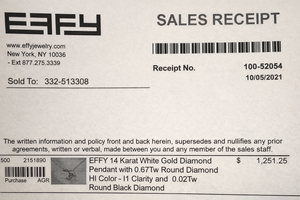 EFFY
SALES RECEIPT
www.effyjewelry.com
New York, NY 10036
- Ext 877.275.3339
Receipt No. 100-52054
10/05/2021
Sold To: 332-513308
The written information and policy front and back herein, supersedes and nullifies any prior
agreements, written or verbal, made between you and any member of the sales staff.
500 2151890 EFFY 14 Karat White Gold Diamond $ 1,251.25
Pendant with 0.67Tw Round Diamond
Purchase AGR HI Color - I1 Clarity and 0.02Tw
Round Black Diamond